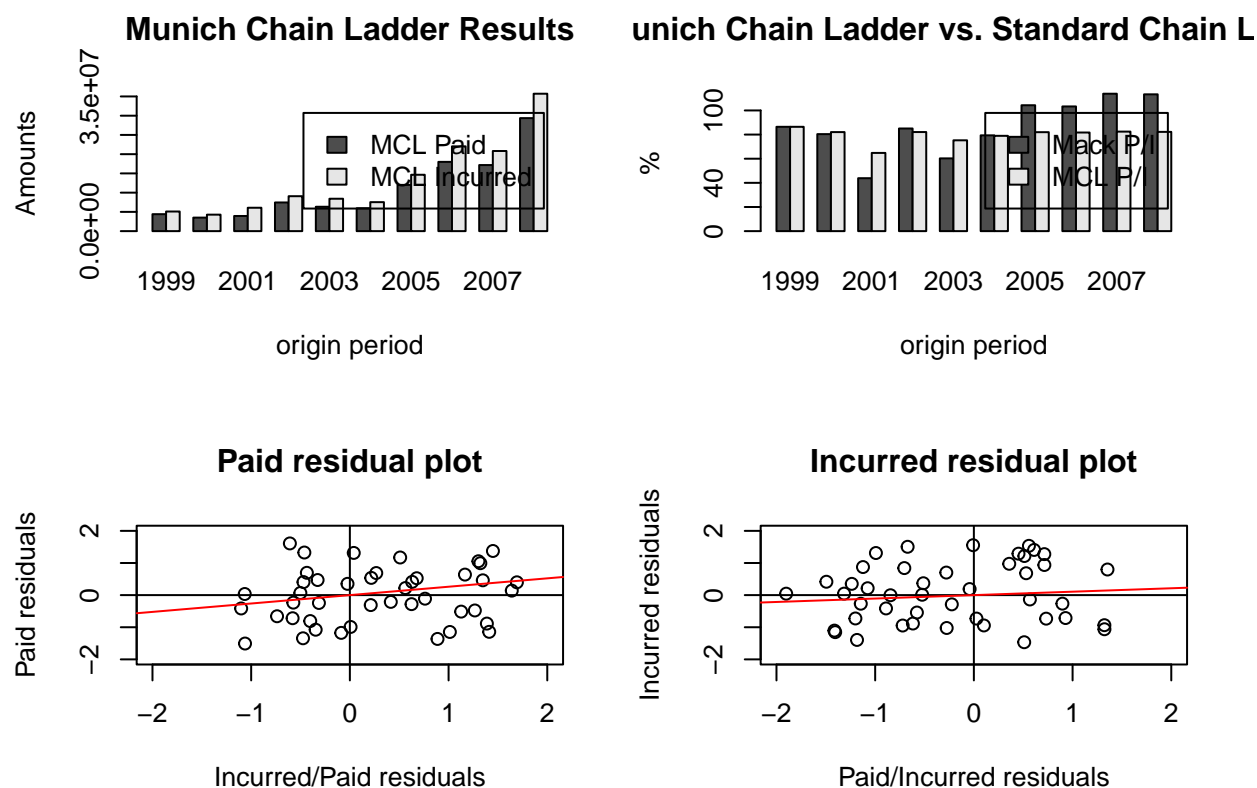 Munich Chain Ladder Results
Amounts
3.5e+07
0.0e+00
MCL Paid
MCL Incurred
1999 2001 2003 2005 2007
origin period
unich Chain Ladder vs. Standard Chain L
%
100
40
0
Mack P/I
MCL P/I
1999 2001 2003 2005 2007
origin period
Paid residual plot
Paid residuals
2
0
−2
−2 −1 0 1 2
Incurred/Paid residuals
Incurred residual plot
Incurred residuals
2
0
−2
−2 −1 0 1 2
Paid/Incurred residuals